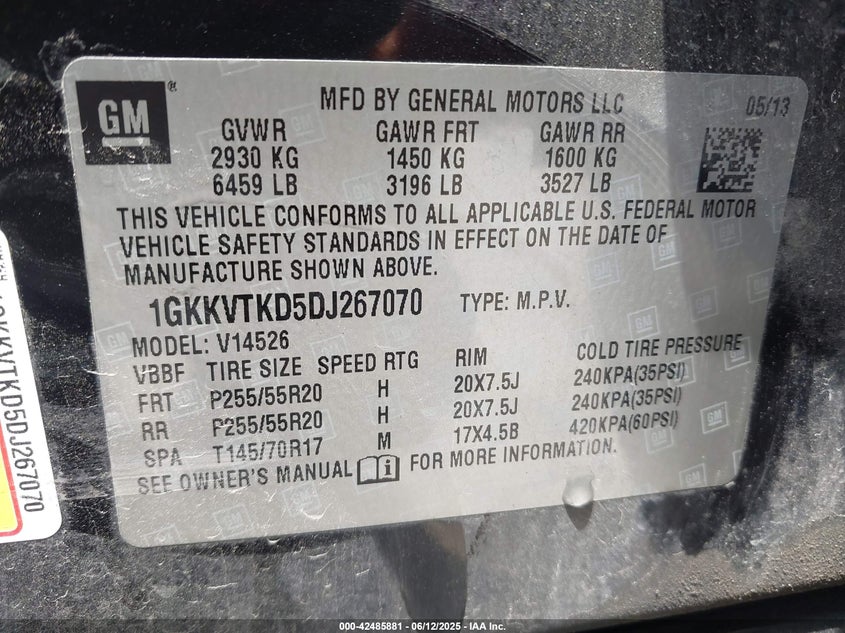 GM
MFD BY GENERAL MOTORS LLC 05/13
GVWR GAWR FRT GAWR RR
2930 KG 1450 KG 1600 KG
6459 LB 3196 LB 3527 LB
THIS VEHICLE CONFORMS TO ALL APPLICABLE U.S. FEDERAL MOTOR
VEHICLE SAFETY STANDARDS IN EFFECT ON THE DATE OF
MANUFACTURE SHOWN ABOVE.
1GKKVTKD5DJ267070 TYPE: M.P.V.
MODEL: V14526
VBBF TIRE SIZE SPEED RTG RIM COLD TIRE PRESSURE
FRT P255/55R20 H 20X7.5J 240KPA(35PSI)
RR P255/55R20 H 20X7.5J 240KPA(35PSI)
SPA T145/70R17 M 17X4.5B 420KPA(60PSI)
SEE OWNER'S MANUAL FOR MORE INFORMATION.
KKVTKD5DJ267070
000-42485881 - 06/12/2025 - IAA Inc.